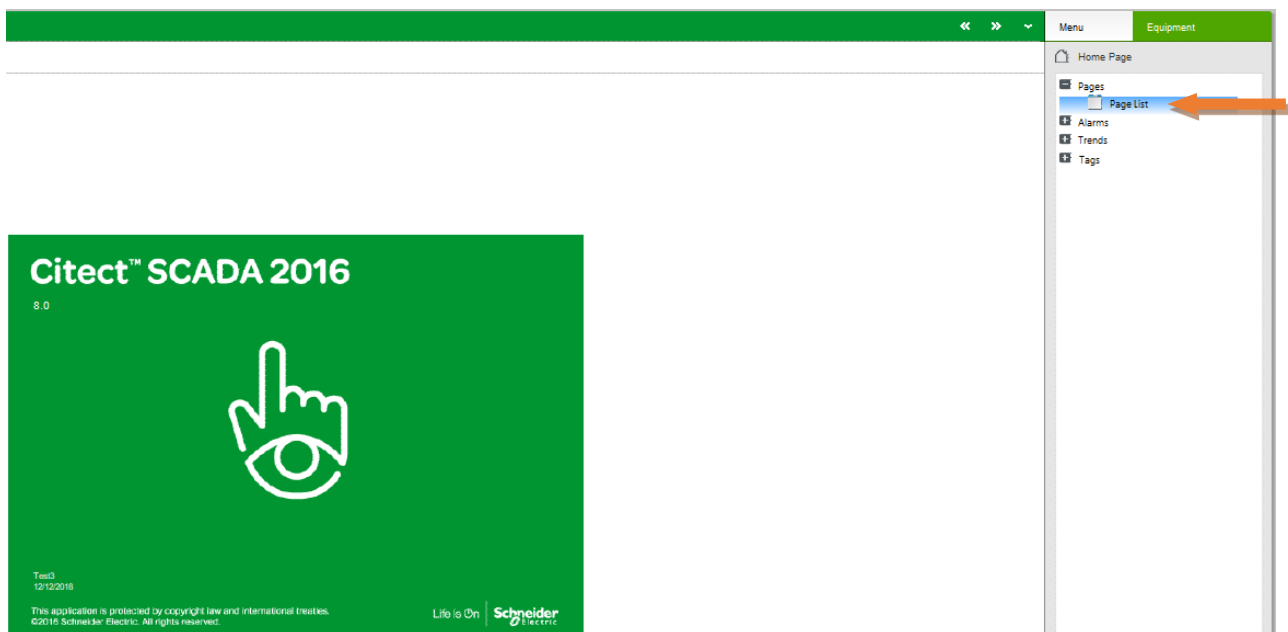 Menu
Equipment
Home Page
Pages
Page List
Alarms
Trends
Tags
Citect™ SCADA 2016
8.0
Test3
12/12/2016
This application is protected by copyright law and international treaties.
©2016 Schneider Electric. All rights reserved.
Life Is On
Schneider
Electric